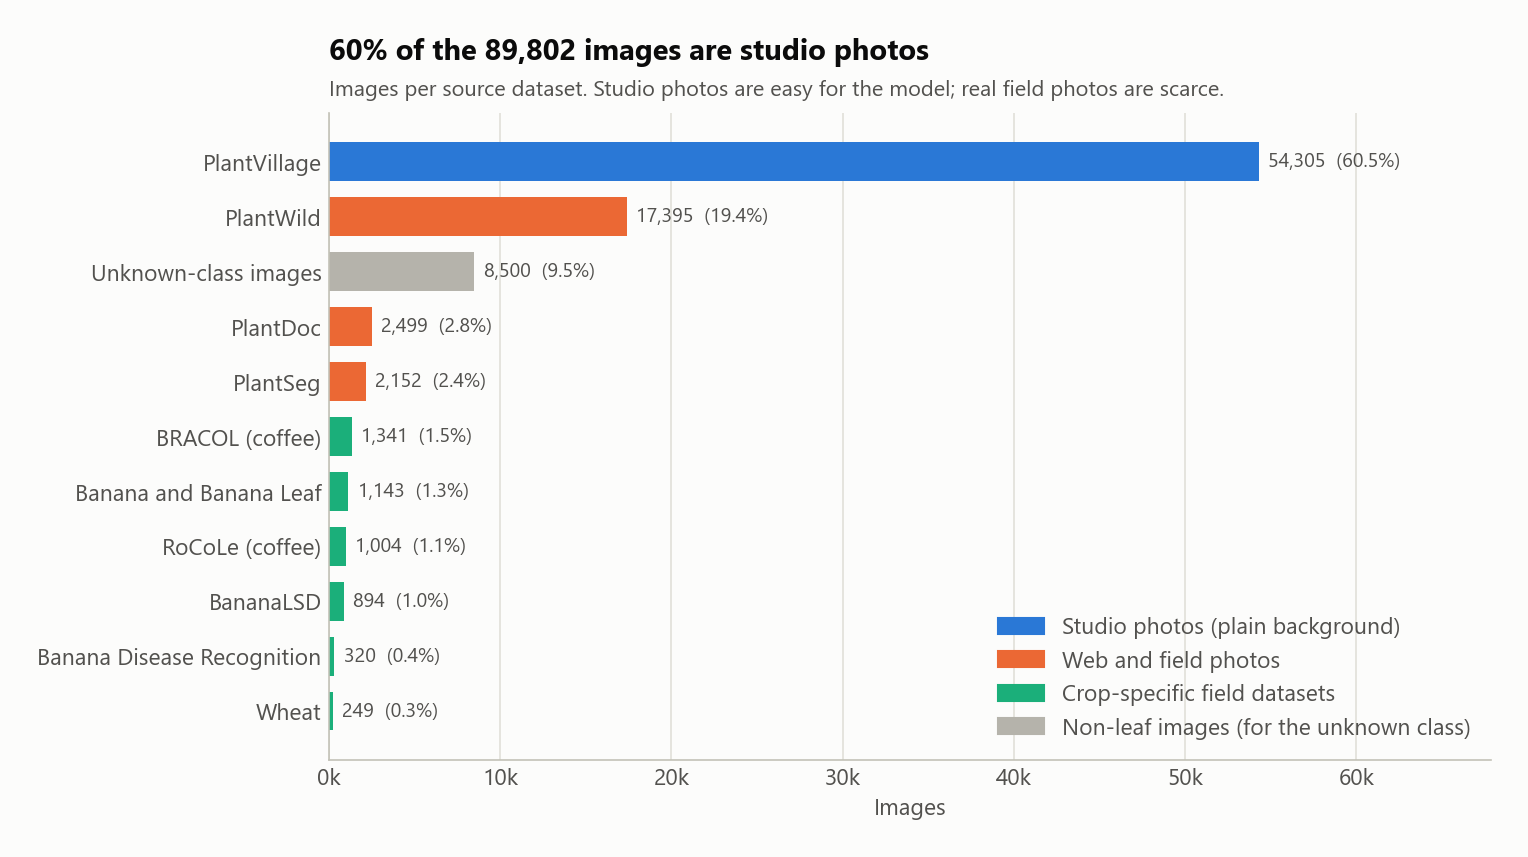 60% of the 89,802 images are studio photos
Images per source dataset. Studio photos are easy for the model; real field photos are scarce.
PlantVillage 54,305 (60.5%)
PlantWild 17,395 (19.4%)
Unknown-class images 8,500 (9.5%)
PlantDoc 2,499 (2.8%)
PlantSeg 2,152 (2.4%)
BRACOL (coffee) 1,341 (1.5%)
Banana and Banana Leaf 1,143 (1.3%)
RoCoLe (coffee) 1,004 (1.1%)
BananaLSD 894 (1.0%)
Banana Disease Recognition 320 (0.4%)
Wheat 249 (0.3%)
Studio photos (plain background)
Web and field photos
Crop-specific field datasets
Non-leaf images (for the unknown class)
0k 10k 20k 30k 40k 50k 60k
Images